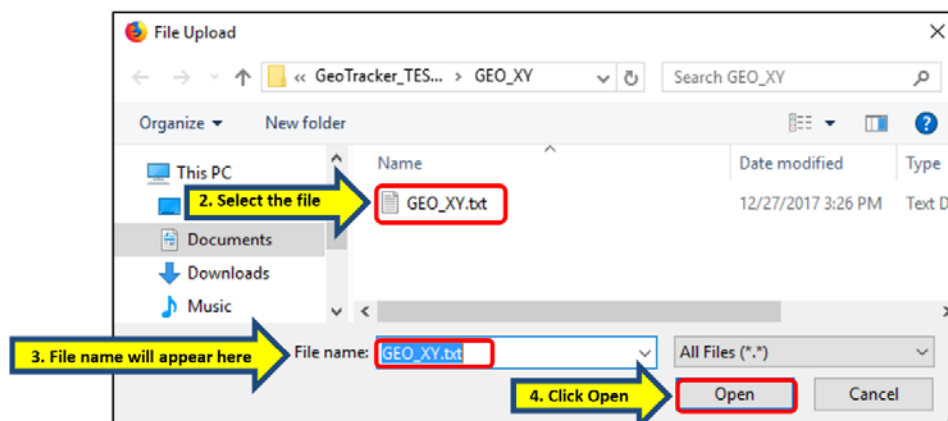 File Upload
« GeoTracker_TES... > GEO_XY
Search GEO_XY
Organize
New folder
This PC
Documents
Downloads
Music
Name
Date modified
Type
2. Select the file
GEO_XY.txt
12/27/2017 3:26 PM
Text D
3. File name will appear here
File name:
GEO_XY.txt
All Files (*.*)
4. Click Open
Open
Cancel